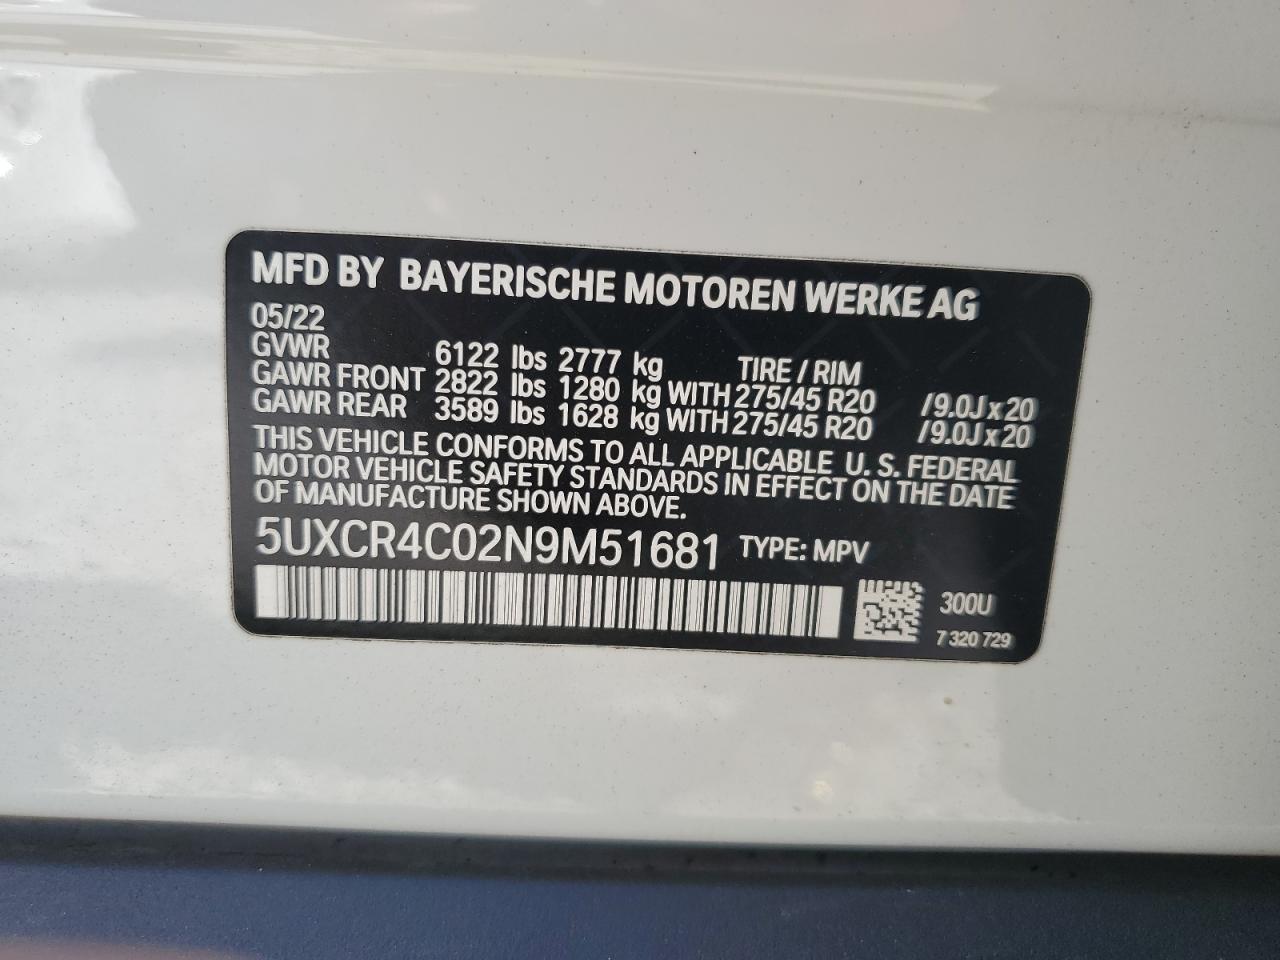 MFD BY BAYERISCHE MOTOREN WERKE AG
05/22
GVWR 6122 lbs 2777 kg TIRE / RIM
GAWR FRONT 2822 lbs 1280 kg WITH 275/45 R20 /9.0J x 20
GAWR REAR 3589 lbs 1628 kg WITH 275/45 R20 /9.0J x 20
THIS VEHICLE CONFORMS TO ALL APPLICABLE U. S. FEDERAL
MOTOR VEHICLE SAFETY STANDARDS IN EFFECT ON THE DATE
OF MANUFACTURE SHOWN ABOVE.
5UXCR4C02N9M51681 TYPE: MPV
300U
7 320 729